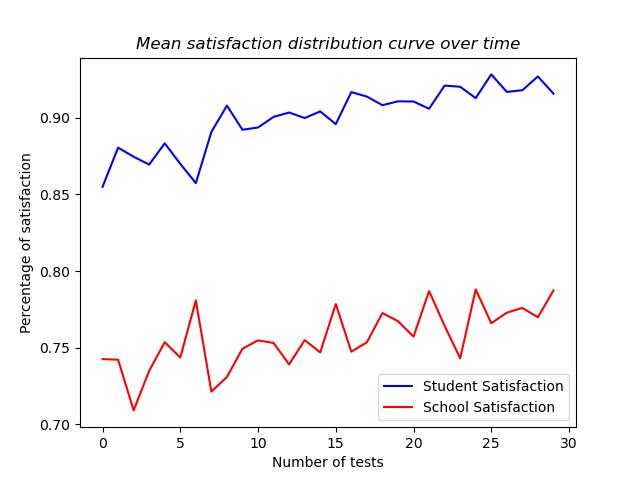 Mean satisfaction distribution curve over time
Percentage of satisfaction
0.90
0.85
0.80
0.75
0.70
Student Satisfaction
School Satisfaction
0 5 10 15 20 25 30
Number of tests